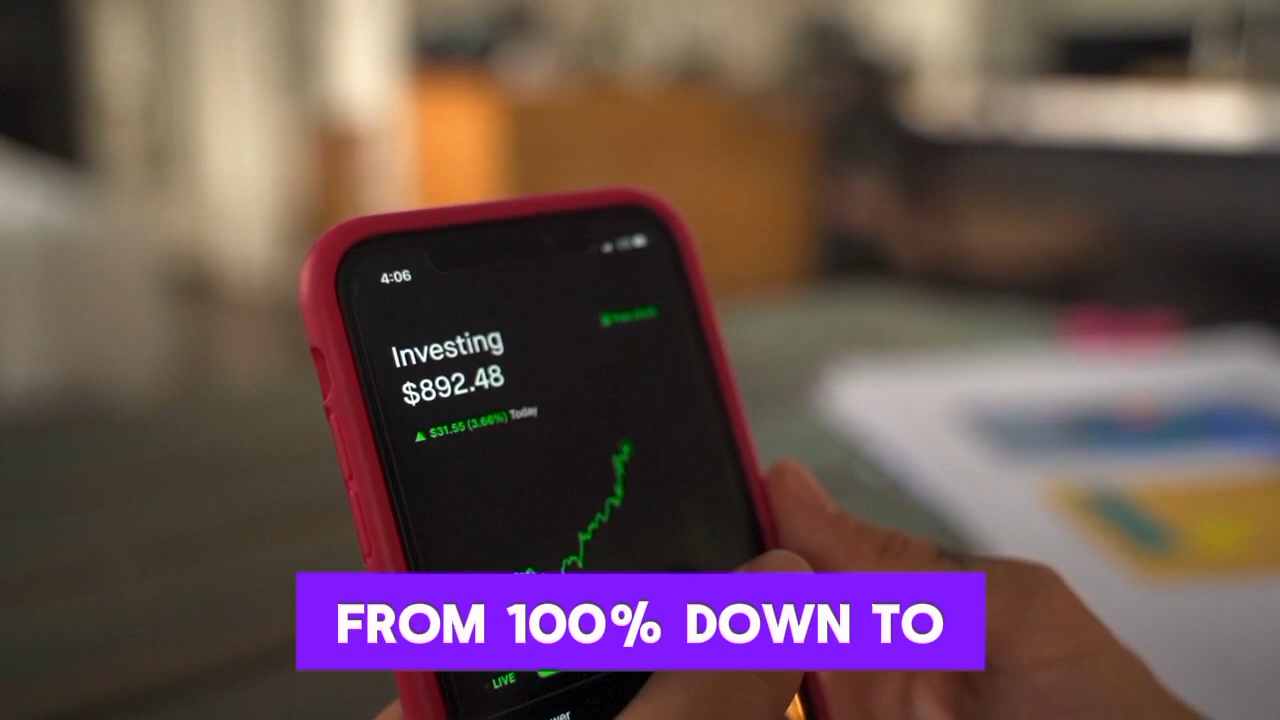 4:06
Investing
$892.48
▲ $31.55 (3.66%) Today
FROM 100% DOWN TO
LIVE